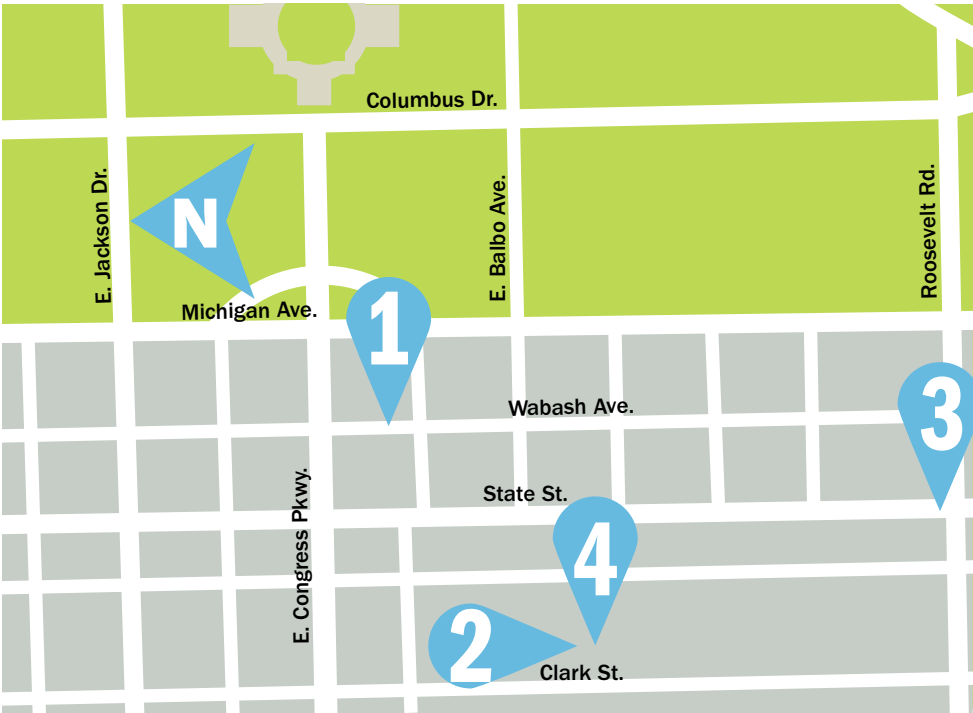 Columbus Dr.
E. Jackson Dr.
N
E. Balbo Ave.
Roosevelt Rd.
Michigan Ave.
1
3
Wabash Ave.
E. Congress Pkwy.
State St.
4
2
Clark St.